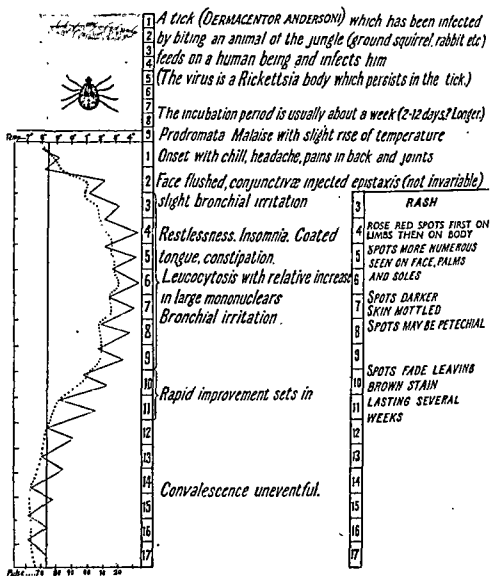 1 A tick (DERMACENTOR ANDERSONI) which has been infected
2 by biting an animal of the jungle (ground squirrel, rabbit etc)
3
4 feeds on a human being and infects him
5 (The virus is a Rickettsia body which persists in the tick.)
6
7
8 The incubation period is usually about a week (2-12 days? Longer.)
9 Prodromata Malaise with slight rise of temperature
1 Onset with chill, headache, pains in back and joints
2 Face flushed, conjunctivæ injected epistaxis (not invariable)
3 slight bronchial irritation
4 Restlessness. Insomnia. Coated
5 tongue, constipation.
6 Leucocytosis with relative increase
7 in large mononuclears
Bronchial irritation.
8
9
10 Rapid improvement sets in
11
12
13
14 Convalescence uneventful.
15
16
17
RASH
3
4 ROSE RED SPOTS FIRST ON
LIMBS THEN ON BODY
5 SPOTS MORE NUMEROUS
SEEN ON FACE, PALMS
6 AND SOLES
7 SPOTS DARKER
SKIN MOTTLED
8 SPOTS MAY BE PETECHIAL
9
SPOTS FADE LEAVING
10 BROWN STAIN
11 LASTING SEVERAL
WEEKS
12
13
14
15
16
17
Pulse....70 80 90